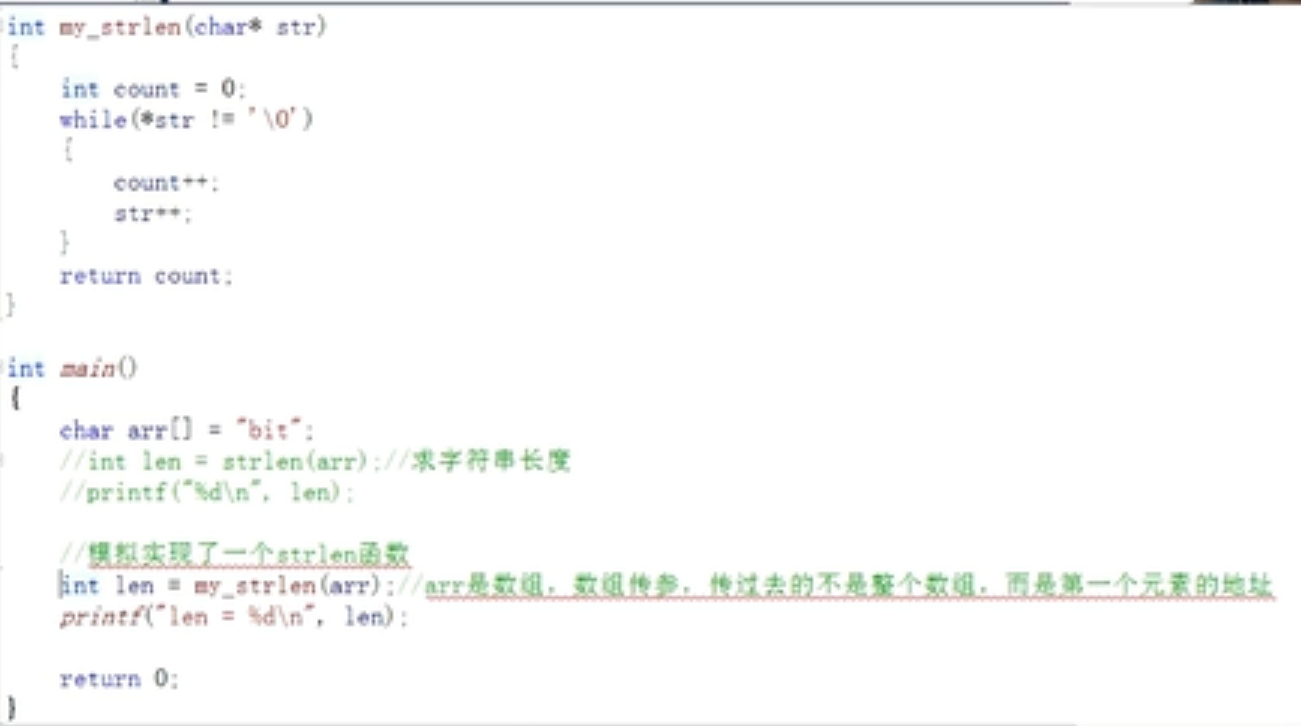 int my_strlen(char* str)
{
    int count = 0;
    while(*str != '\0')
    {
        count++;
        str++;
    }
    return count;
}
int main()
{
    char arr[] = "bit";
    //int len = strlen(arr);//求字符串长度
    //printf("%d\n", len);
    //模拟实现了一个strlen函数
    int len = my_strlen(arr);//arr是数组，数组传参，传过去的不是整个数组，而是第一个元素的地址
    printf("len = %d\n", len);
    return 0;
}